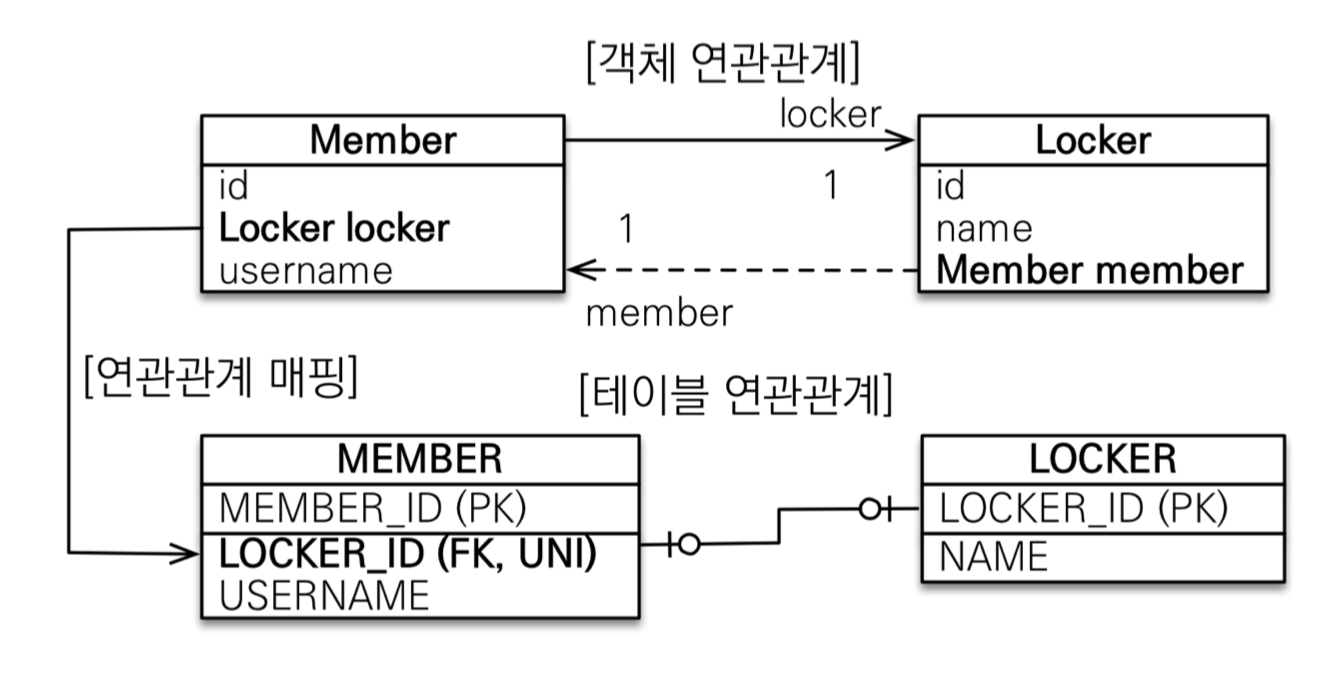 [객체 연관관계]
locker
Member
id
Locker locker
username
1
1
member
Locker
id
name
Member member
[연관관계 매핑]
[테이블 연관관계]
MEMBER
MEMBER_ID (PK)
LOCKER_ID (FK, UNI)
USERNAME
LOCKER
LOCKER_ID (PK)
NAME